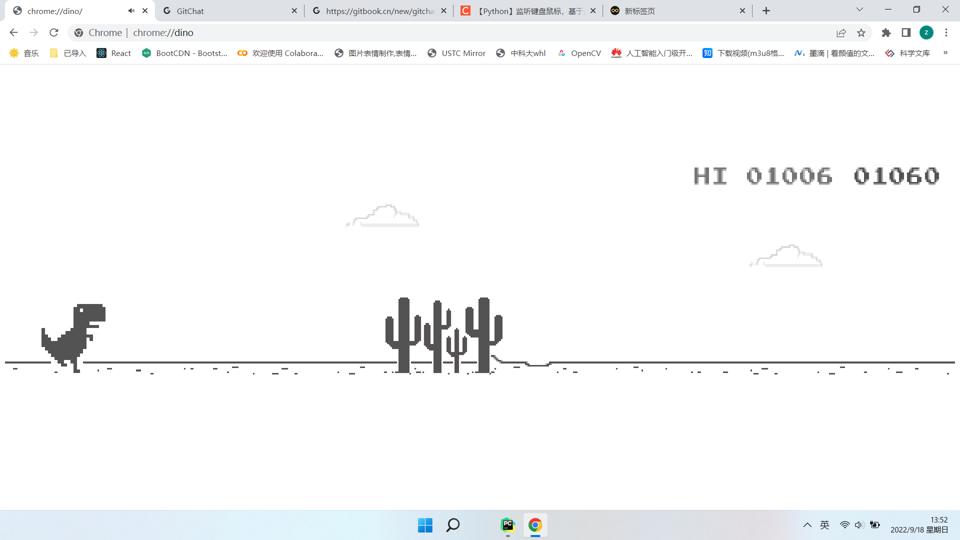 chrome://dino/
GitChat
https://gitbook.cn/new/gitcha
【Python】监听键盘鼠标，基于
新标签页
Chrome | chrome://dino
音乐
已导入
React
BootCDN - Bootst...
欢迎使用 Colabora...
图片表情制作,表情...
USTC Mirror
中科大whl
OpenCV
人工智能入门极开...
下载视频(m3u8格...
墨滴 | 看颜值的文...
科学文库
»
HI 01006 01060
英
13:52
2022/9/18 星期日